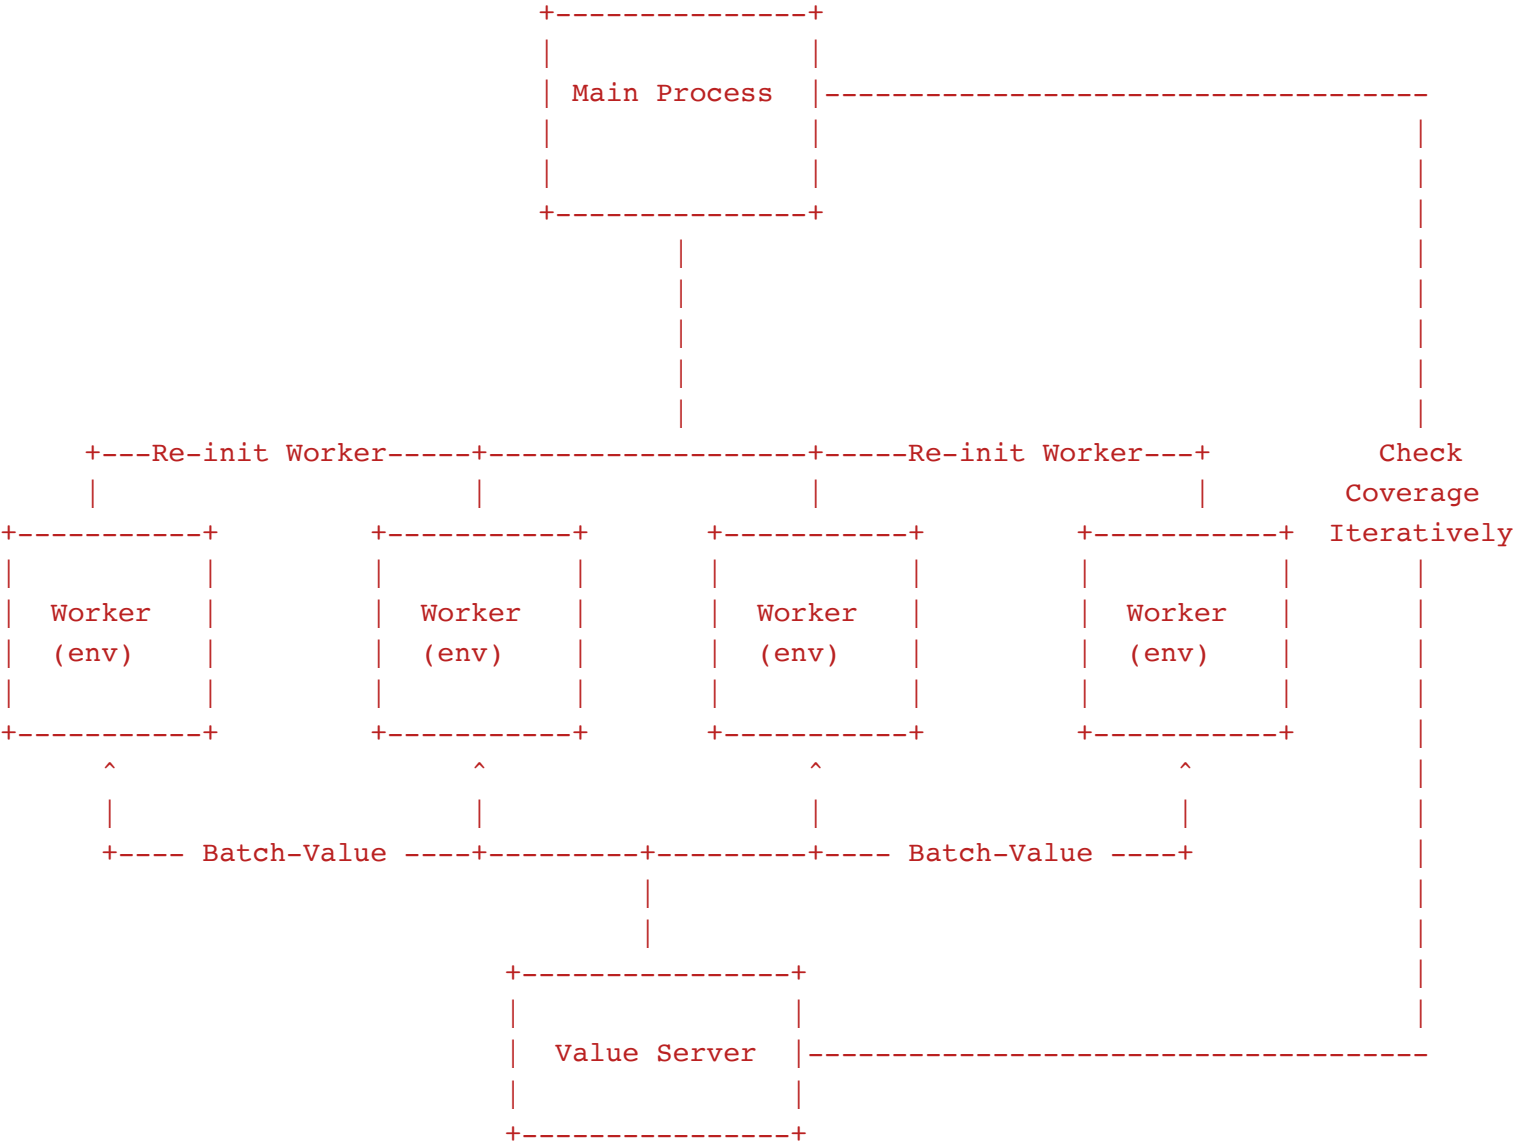 Main Process
Re-init Worker
Re-init Worker
Check
Coverage
Iteratively
Worker
(env)
Worker
(env)
Worker
(env)
Worker
(env)
Batch-Value
Batch-Value
Value Server